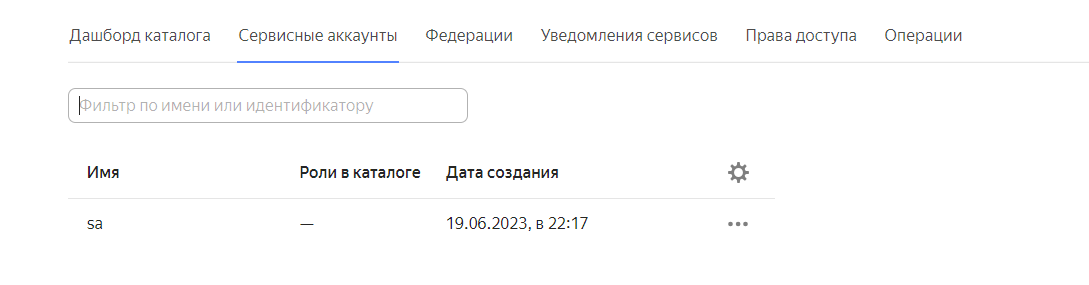 Дашборд каталога Сервисные аккаунты Федерации Уведомления сервисов Права доступа Операции
Фильтр по имени или идентификатору
Имя Роли в каталоге Дата создания
sa — 19.06.2023, в 22:17